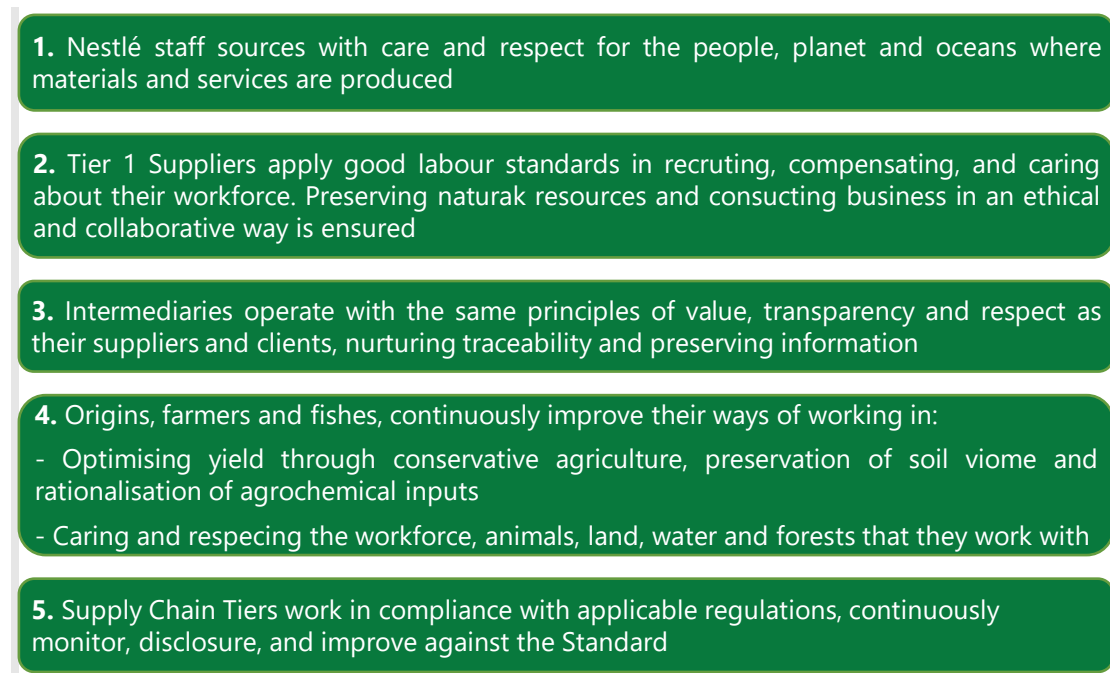 1. Nestlé staff sources with care and respect for the people, planet and oceans where
materials and services are produced
2. Tier 1 Suppliers apply good labour standards in recruting, compensating, and caring
about their workforce. Preserving naturak resources and consucting business in an ethical
and collaborative way is ensured
3. Intermediaries operate with the same principles of value, transparency and respect as
their suppliers and clients, nurturing traceability and preserving information
4. Origins, farmers and fishes, continuously improve their ways of working in:
- Optimising yield through conservative agriculture, preservation of soil viome and
rationalisation of agrochemical inputs
- Caring and respecing the workforce, animals, land, water and forests that they work with
5. Supply Chain Tiers work in compliance with applicable regulations, continuously
monitor, disclosure, and improve against the Standard